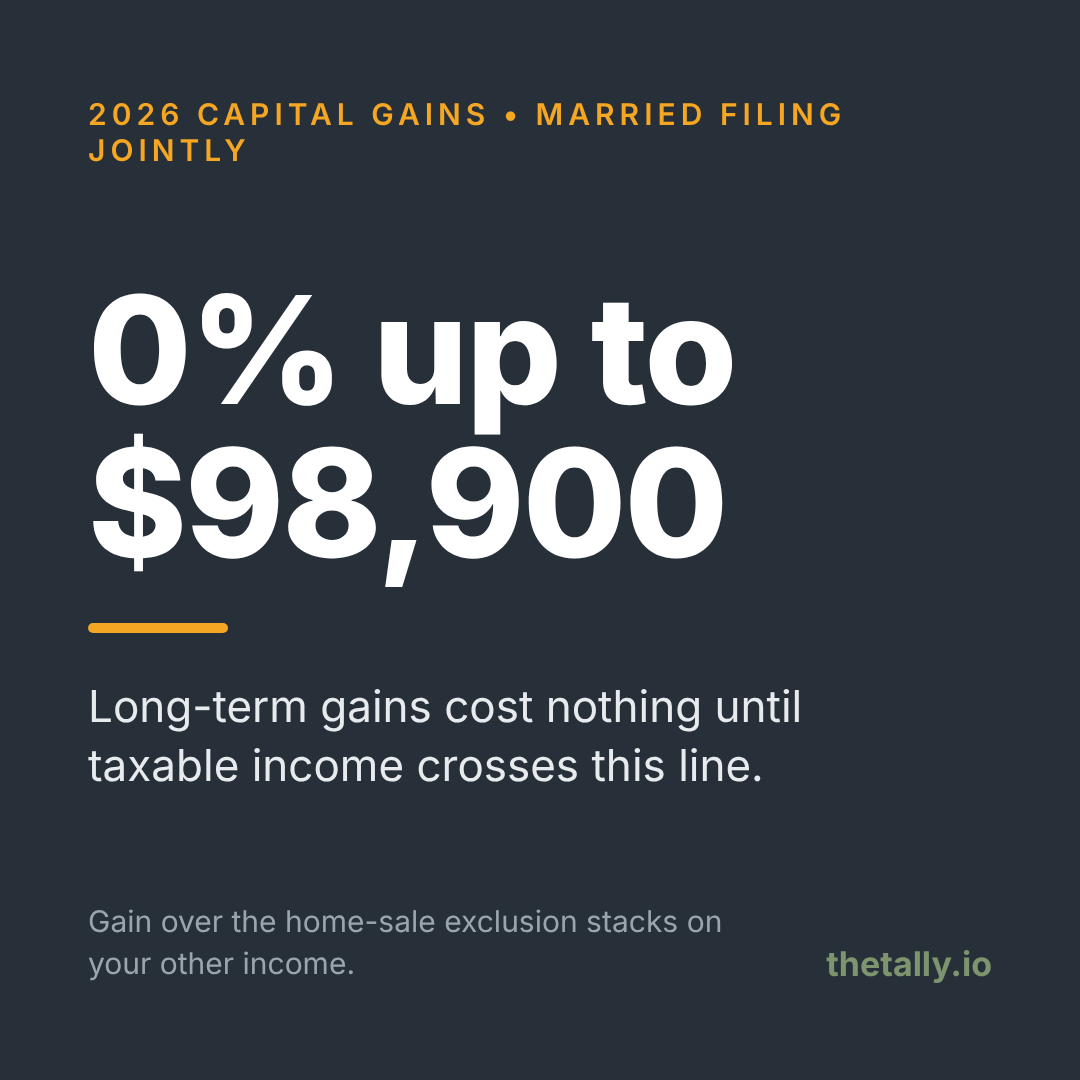 2026 CAPITAL GAINS • MARRIED FILING
JOINTLY
0% up to
$98,900
Long-term gains cost nothing until
taxable income crosses this line.
Gain over the home-sale exclusion stacks on
your other income.
thetally.io